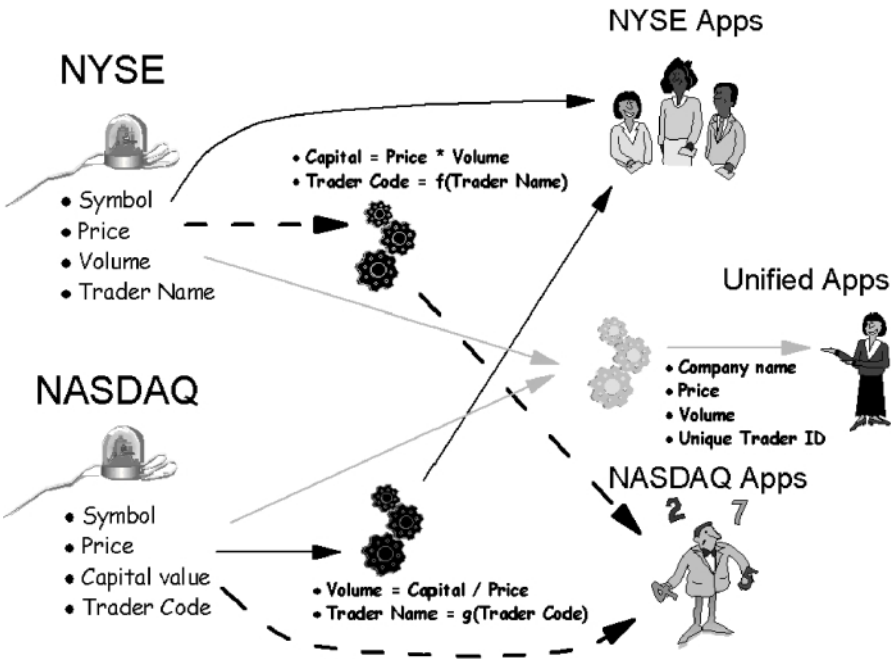 NYSE Apps
NYSE
• Capital = Price * Volume
• Trader Code = f(Trader Name)
• Symbol
• Price
• Volume
• Trader Name
Unified Apps
• Company name
• Price
• Volume
• Unique Trader ID
NASDAQ
NASDAQ Apps
2 7
• Symbol
• Price
• Capital value
• Trader Code
• Volume = Capital / Price
• Trader Name = g(Trader Code)